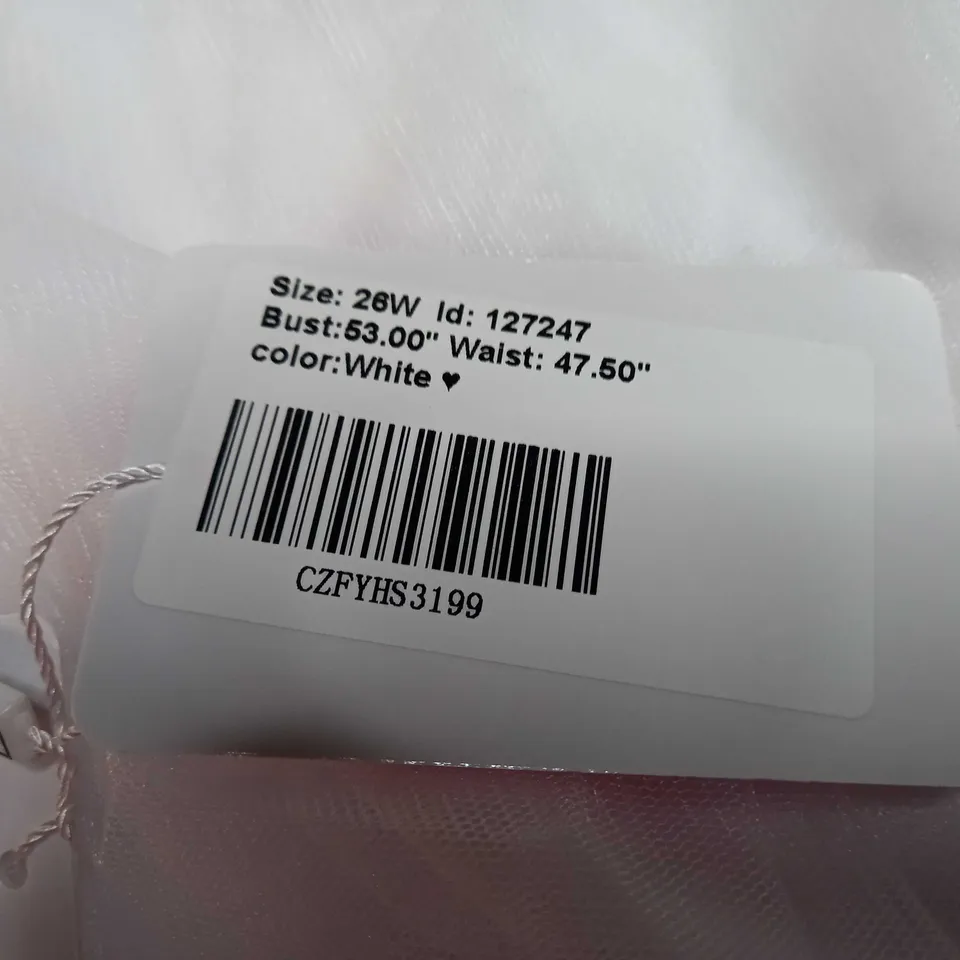 Size: 26W Id: 127247
Bust:53.00" Waist: 47.50"
color:White ♥
CZFYHS3199